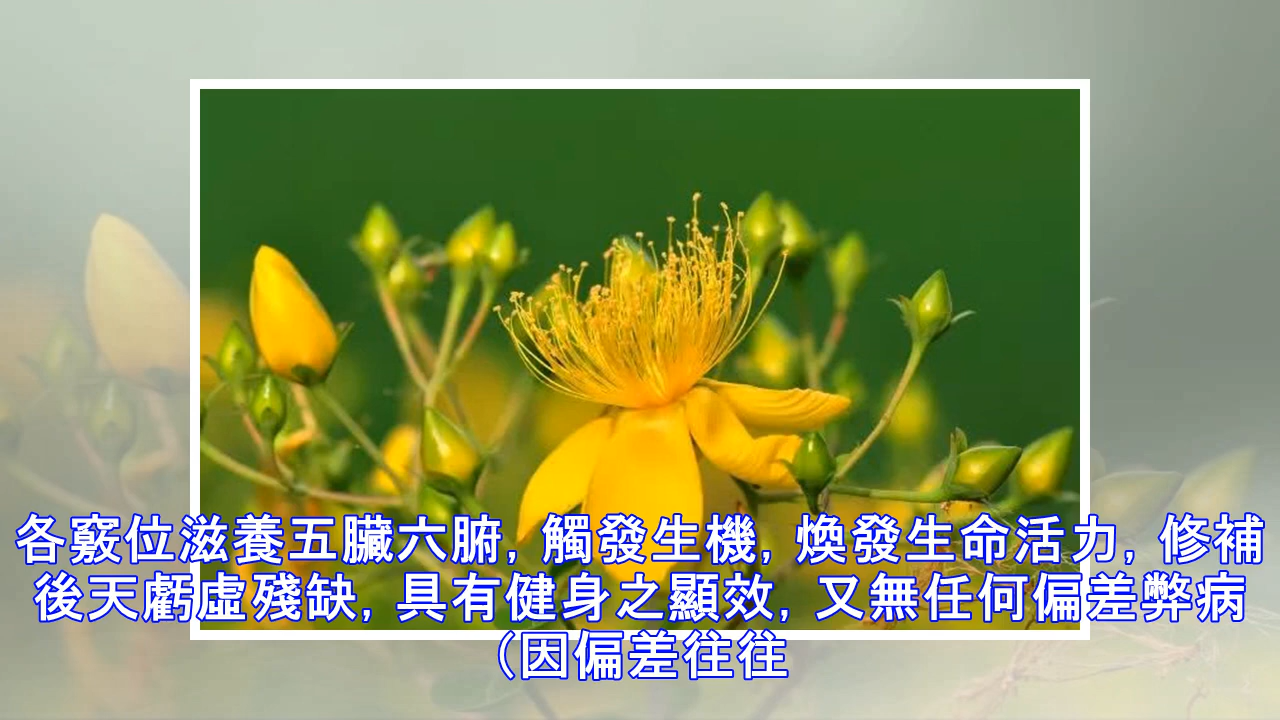 各竅位滋養五臟六腑, 觸發生機, 煥發生命活力, 修補
後天虧虛殘缺, 具有健身之顯效, 又無任何偏差弊病
（因偏差往往